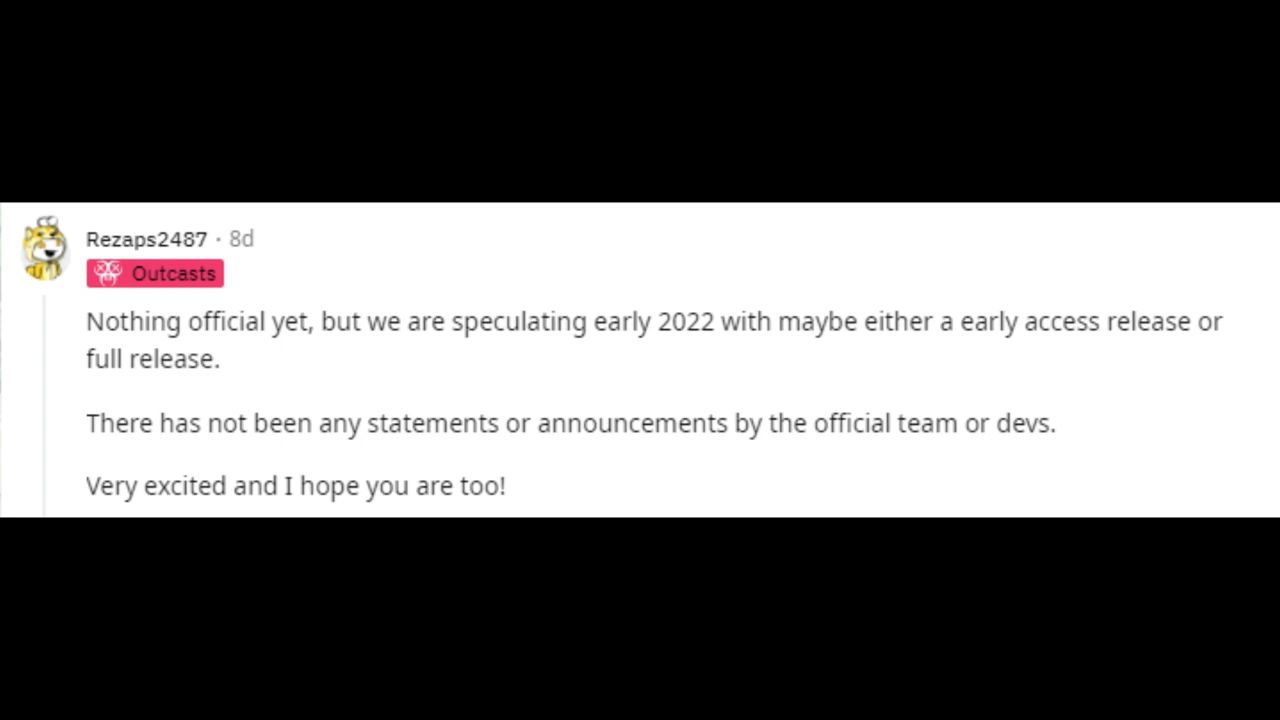 Rezaps2487 · 8d
Outcasts
Nothing official yet, but we are speculating early 2022 with maybe either a early access release or
full release.
There has not been any statements or announcements by the official team or devs.
Very excited and I hope you are too!